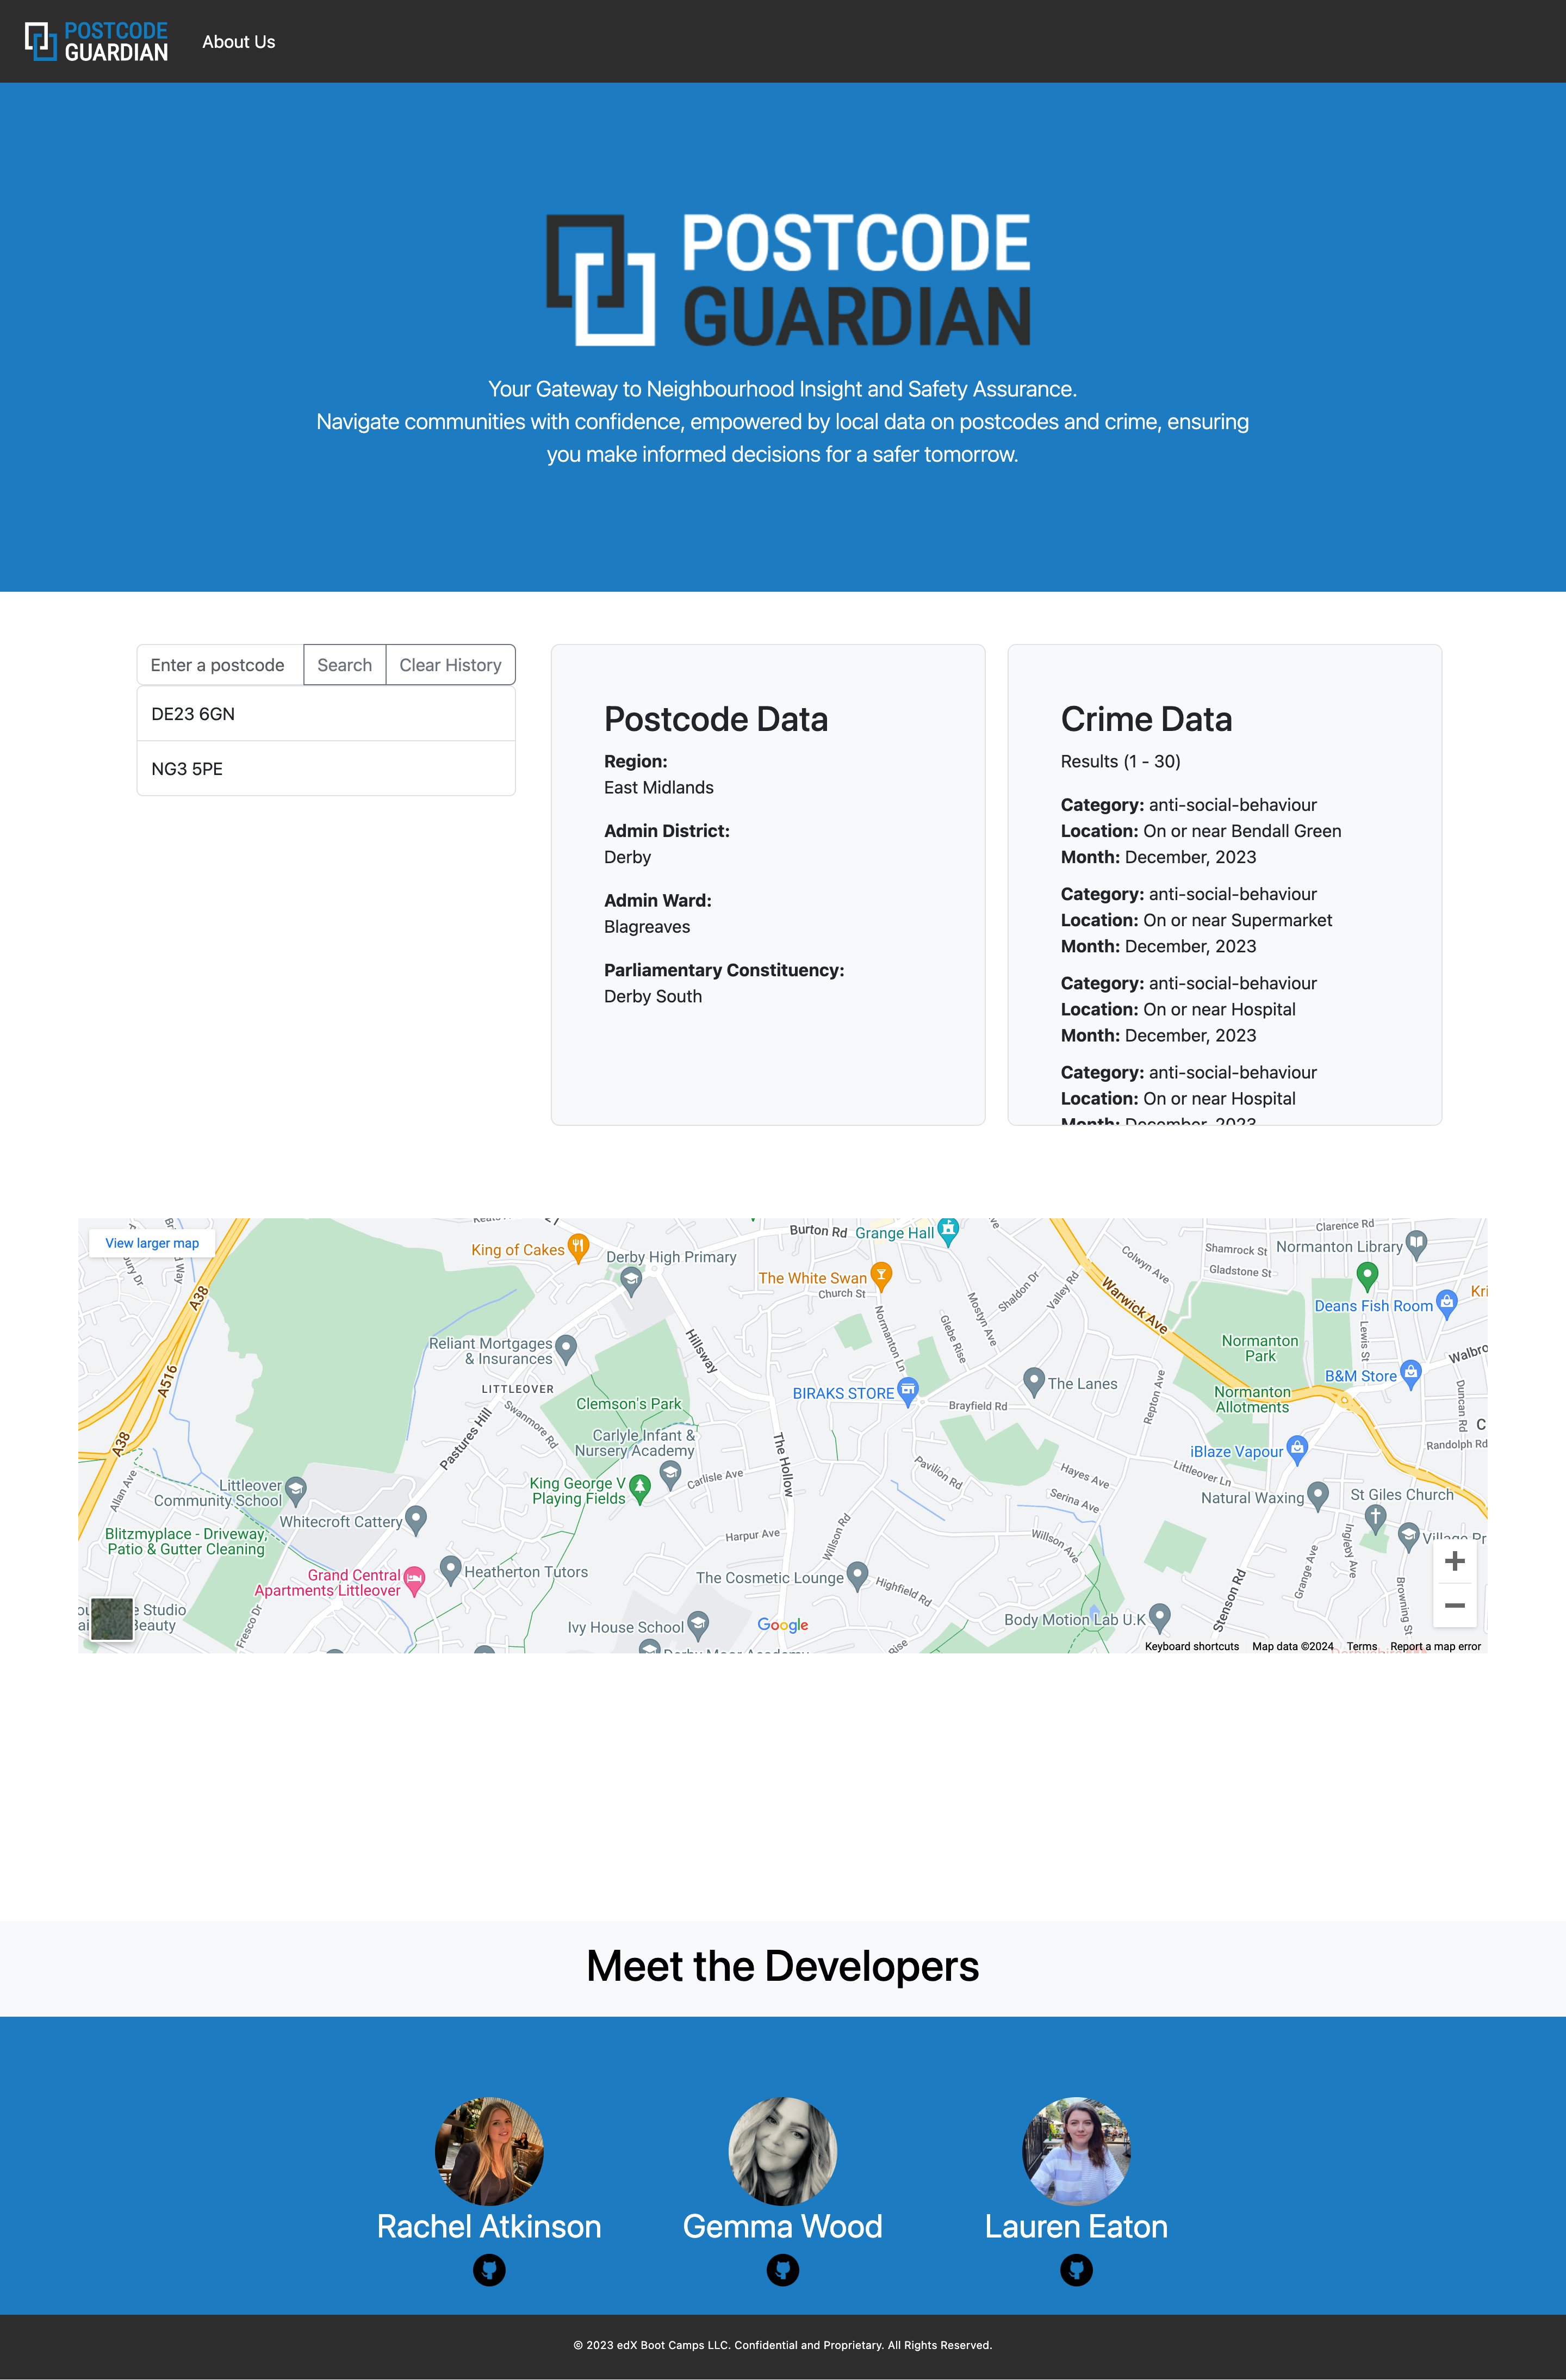 POSTCODE
GUARDIAN
About Us
POSTCODE
GUARDIAN
Your Gateway to Neighbourhood Insight and Safety Assurance.
Navigate communities with confidence, empowered by local data on postcodes and crime, ensuring
you make informed decisions for a safer tomorrow.
Enter a postcode
Search
Clear History
DE23 6GN
NG3 5PE
Postcode Data
Region:
East Midlands
Admin District:
Derby
Admin Ward:
Blagreaves
Parliamentary Constituency:
Derby South
Crime Data
Results (1 - 30)
Category: anti-social-behaviour
Location: On or near Bendall Green
Month: December, 2023
Category: anti-social-behaviour
Location: On or near Supermarket
Month: December, 2023
Category: anti-social-behaviour
Location: On or near Hospital
Month: December, 2023
Category: anti-social-behaviour
Location: On or near Hospital
Month: December, 2023
View larger map
King of Cakes
Derby High Primary
Burton Rd
Grange Hall
Clarence Rd
Shamrock St
Normanton Library
Gladstone St
Colwyn Ave
The White Swan
Church St
Shaldon Dr
Valley Rd
Warwick Ave
Mostyn Ave
Glebe Rise
Normanton Ln
Deans Fish Room
Kri
A38
A516
A38
Reliant Mortgages
& Insurances
Hillsway
LITTLEOVER
Normanton
Park
Lewis St
Walbro
B&M Store
The Lanes
BIRAKS STORE
Clemson's Park
Swanmore Rd
Pastures Hill
Brayfield Rd
Repton Ave
Normanton
Allotments
Duncan Rd
C
Carlyle Infant &
Nursery Academy
The Hollow
Randolph Rd
iBlaze Vapour
Allan Ave
Littleover
Community School
King George V
Playing Fields
Carlisle Ave
Pavilion Rd
Hayes Ave
Serina Ave
Littleover Ln
Natural Waxing
St Giles Church
Whitecroft Cattery
Blitzmyplace - Driveway,
Patio & Gutter Cleaning
Harpur Ave
Willson Rd
Willson Ave
Ingleby Ave
Village Pr
Grand Central
Apartments Littleover
Heatherton Tutors
The Cosmetic Lounge
Highfield Rd
Grange Ave
Stenson Rd
Browning St
e Studio
Beauty
Fresco Dr
Ivy House School
Google
Body Motion Lab U.K
Rise
Derby Moor Academy
Keyboard shortcuts
Map data ©2024
Terms
Report a map error
Meet the Developers
Rachel Atkinson
Gemma Wood
Lauren Eaton
© 2023 edX Boot Camps LLC. Confidential and Proprietary. All Rights Reserved.